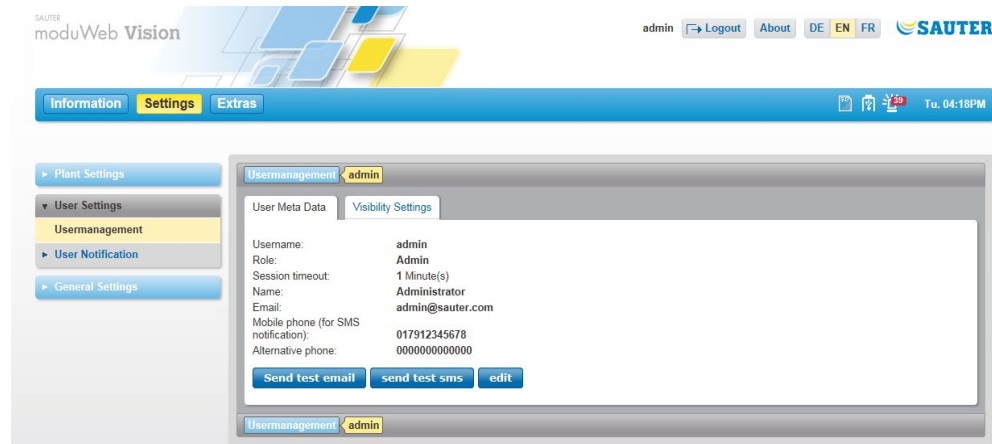 SAUTER
moduWeb Vision
admin Logout About DE EN FR SAUTER
Information Settings Extras 39 Tu. 04:18PM
Plant Settings
User Settings
Usermanagement
User Notification
General Settings
Usermanagement admin
User Meta Data Visibility Settings
Username: admin
Role: Admin
Session timeout: 1 Minute(s)
Name: Administrator
Email: admin@sauter.com
Mobile phone (for SMS
notification): 017912345678
Alternative phone: 0000000000000
Send test email send test sms edit
Usermanagement admin